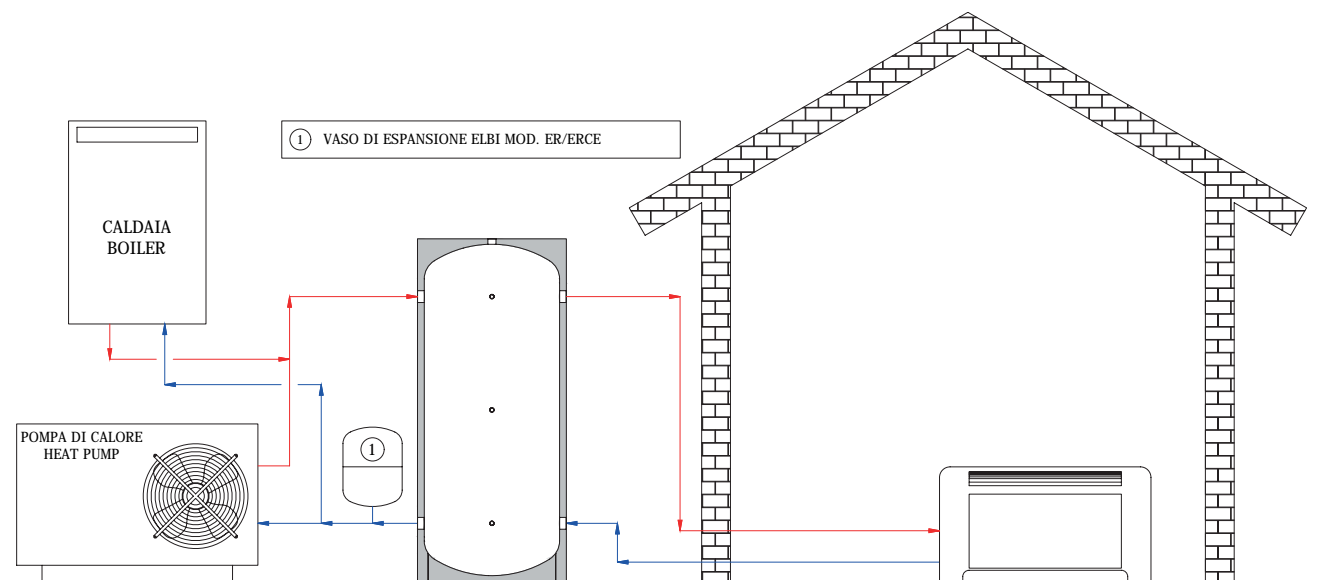 1 VASO DI ESPANSIONE ELBI MOD. ER/ERCE
CALDAIA
BOILER
POMPA DI CALORE
HEAT PUMP
1